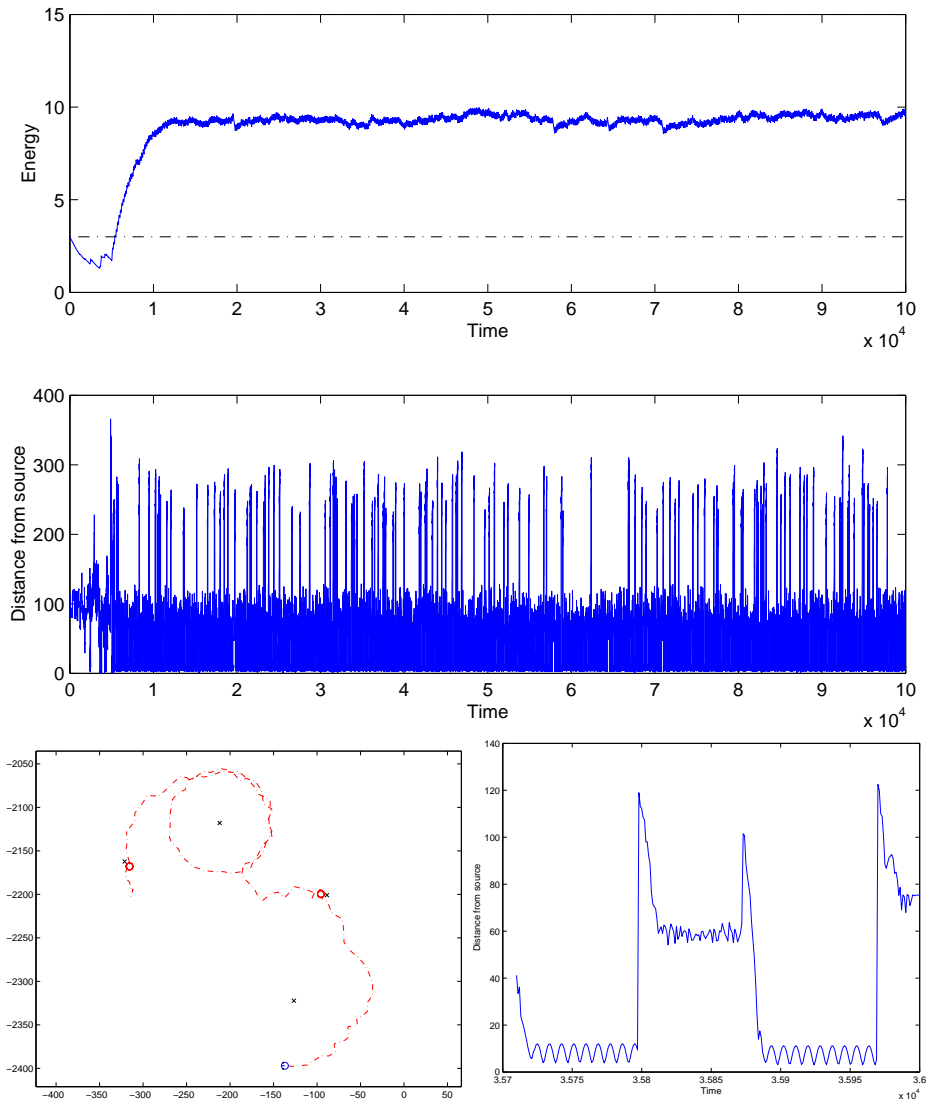 15
10
5
0
Energy
0 1 2 3 4 5 6 7 8 9 10
Time
x 10^4
400
300
200
100
0
Distance from source
0 1 2 3 4 5 6 7 8 9 10
Time
x 10^4
−2050
−2100
−2150
−2200
−2250
−2300
−2350
−2400
−400 −350 −300 −250 −200 −150 −100 −50 0 50
140
120
100
80
60
40
20
0
Distance from source
3.57 3.575 3.58 3.585 3.59 3.595 3.6
Time
x 10^4